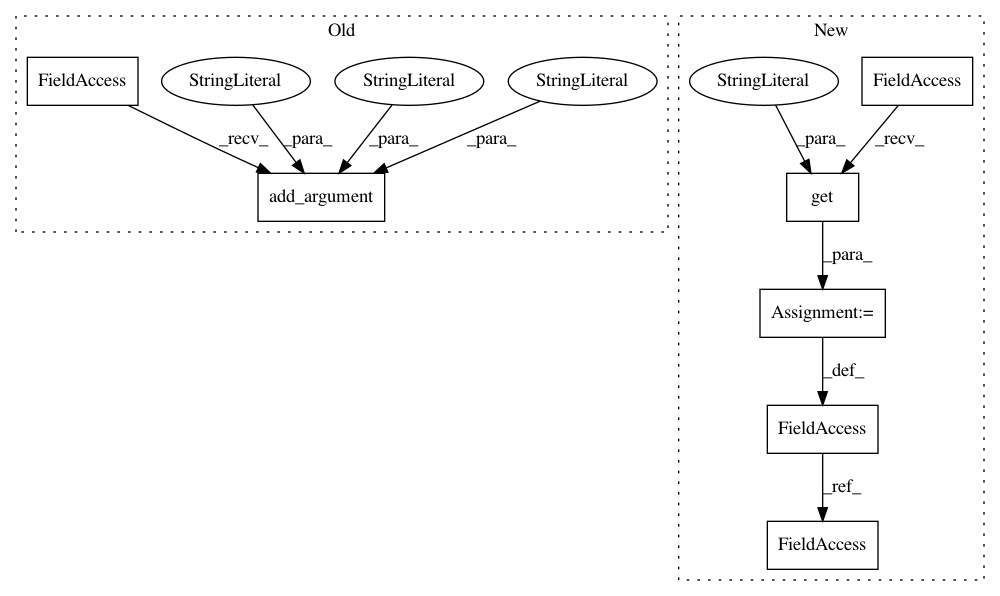 Old
New
FieldAccess
StringLiteral
StringLiteral
StringLiteral
StringLiteral
FieldAccess
_recv_
_para_
_para_
_para_
_para_
_recv_
add_argument
get
_para_
Assignment:=
_def_
FieldAccess
_ref_
FieldAccess